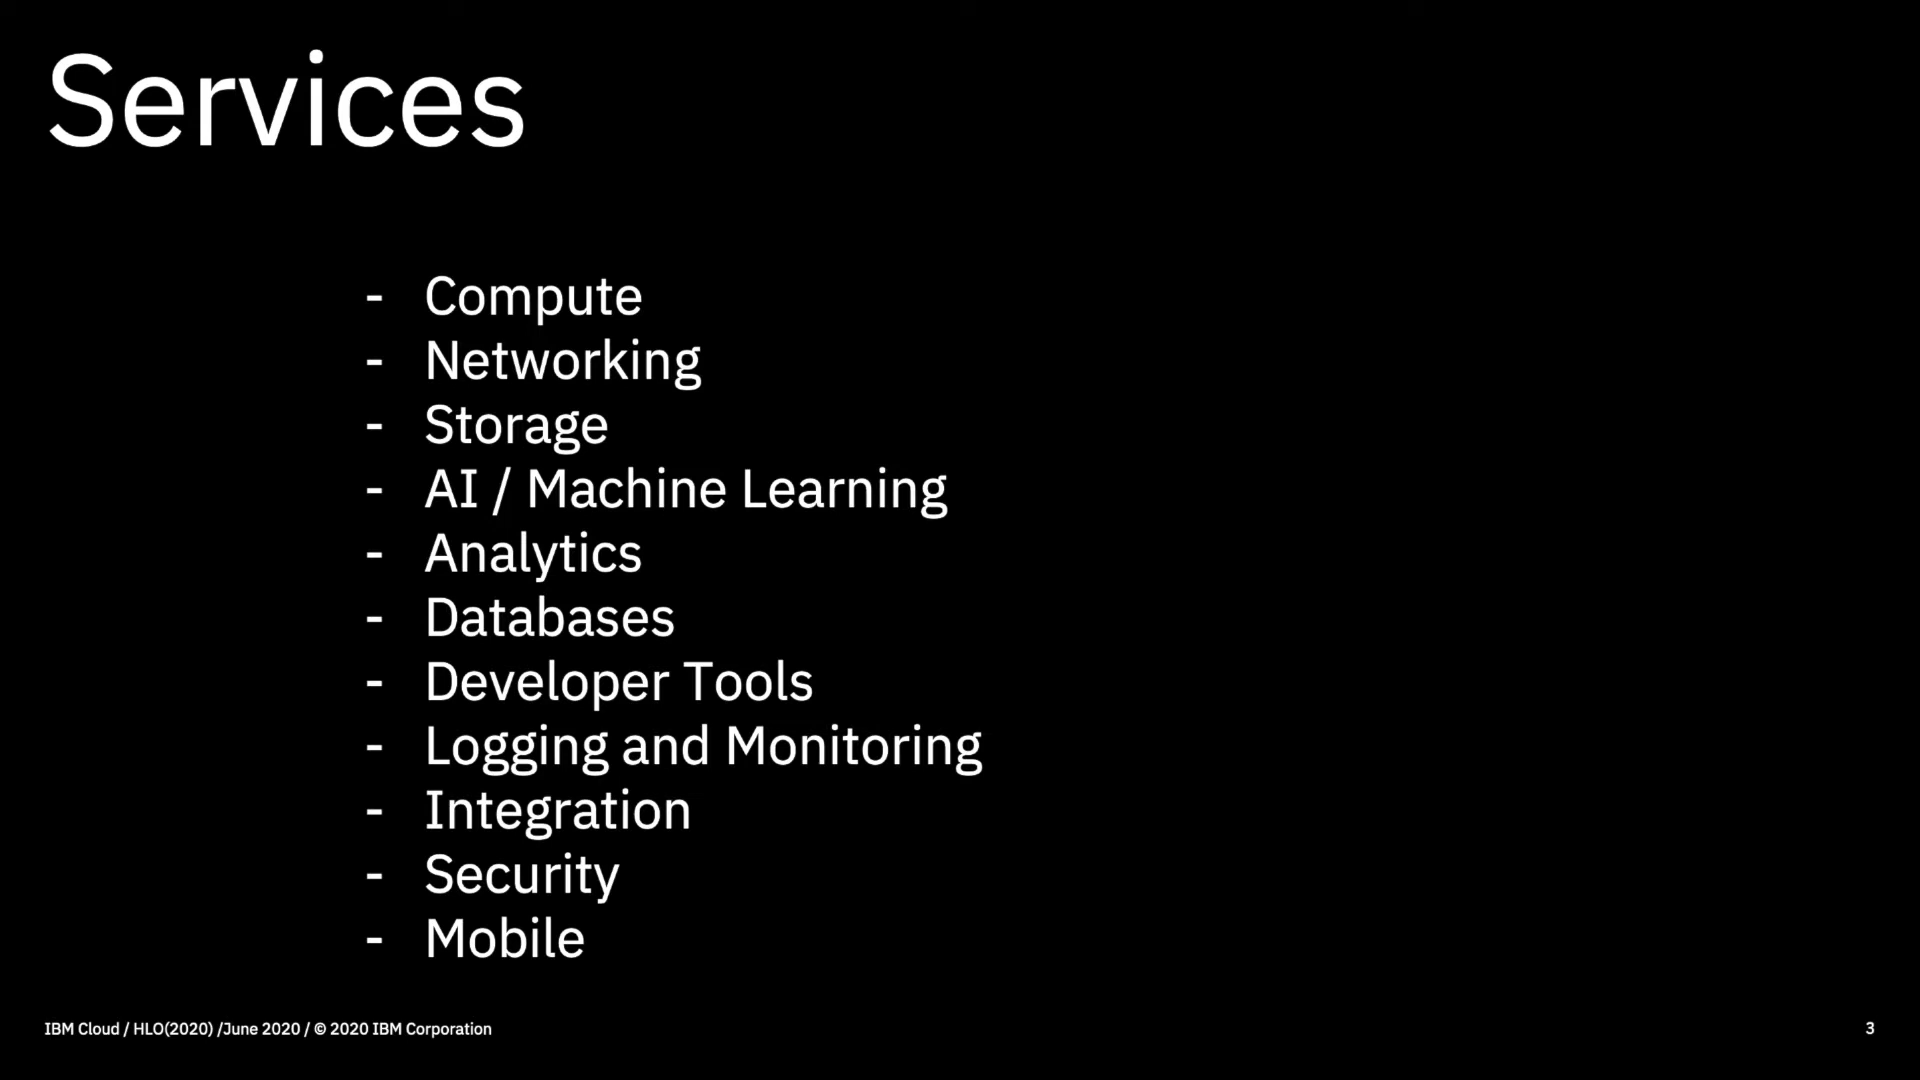 Services
- Compute
- Networking
- Storage
- AI / Machine Learning
- Analytics
- Databases
- Developer Tools
- Logging and Monitoring
- Integration
- Security
- Mobile
IBM Cloud / HLO(2020) /June 2020 / © 2020 IBM Corporation
3